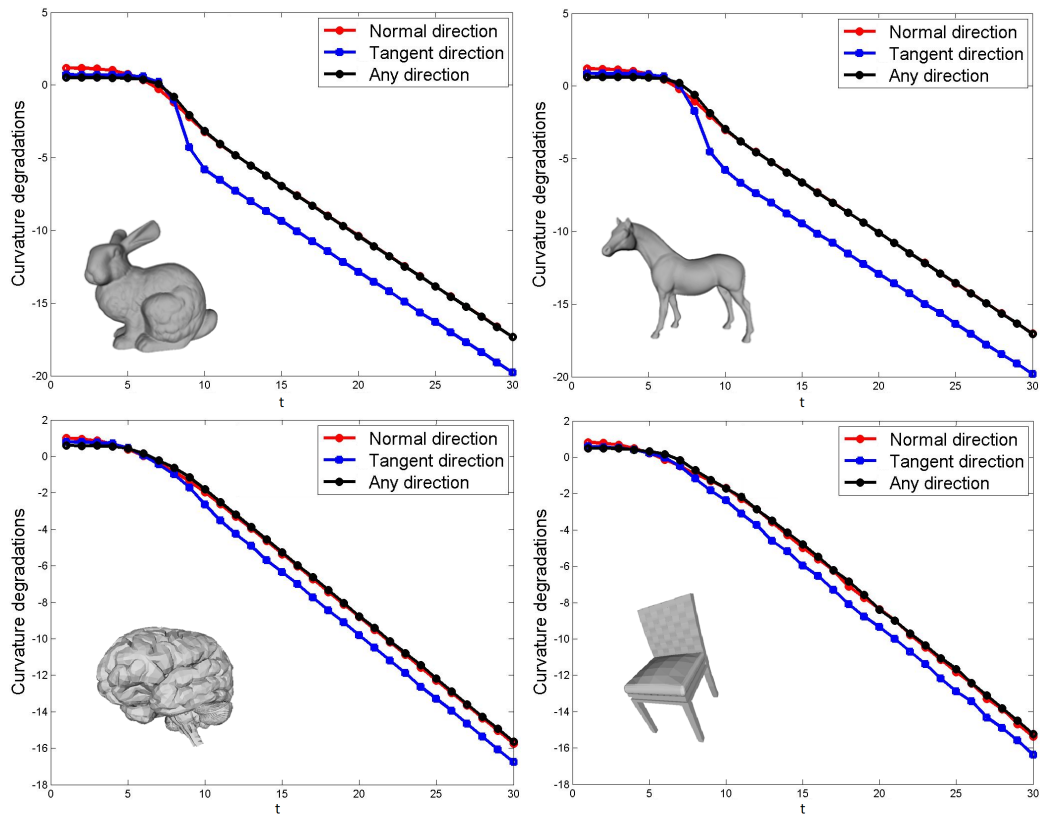 5
0
-5
-10
-15
-20
0 5 10 15 20 25 30
Curvature degradations
t
Normal direction
Tangent direction
Any direction
5
0
-5
-10
-15
-20
0 5 10 15 20 25 30
Curvature degradations
t
Normal direction
Tangent direction
Any direction
2
0
-2
-4
-6
-8
-10
-12
-14
-16
-18
0 5 10 15 20 25 30
Curvature degradations
t
Normal direction
Tangent direction
Any direction
2
0
-2
-4
-6
-8
-10
-12
-14
-16
-18
0 5 10 15 20 25 30
Curvature degradations
t
Normal direction
Tangent direction
Any direction